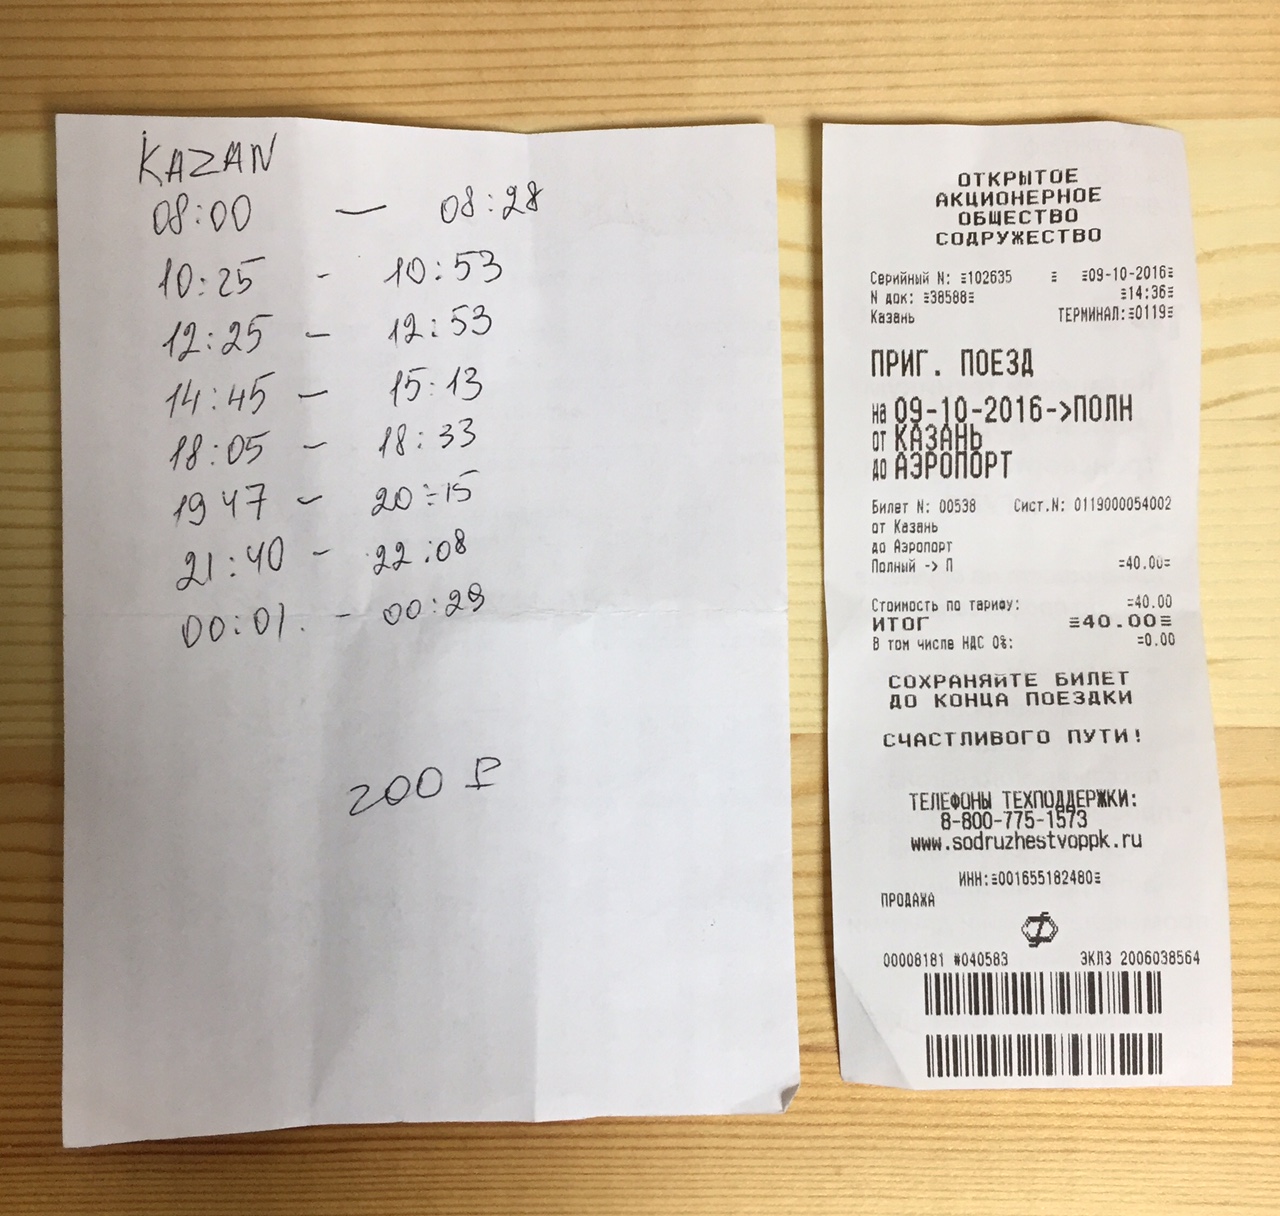 KAZAN
08:00 — 08:28
10:25 - 10:53
12:25 - 12:53
14:45 - 15:13
18:05 - 18:33
19 47 - 20:15
21:40 - 22:08
00:01. - 00:29
200 ₽
ОТКРЫТОЕ
АКЦИОНЕРНОЕ
ОБЩЕСТВО
СОДРУЖЕСТВО
Серийный N: ≡102635 ≡ ≡09-10-2016≡
N док: ≡38588≡ ≡14:36≡
Казань ТЕРМИНАЛ:≡0119≡
ПРИГ. ПОЕЗД
на 09-10-2016->ПОЛН
от КАЗАНЬ
до АЭРОПОРТ
Билет N: 00538 Сист.N: 0119000054002
от Казань
до Аэропорт
Полный -> П =40.00=
Стоимость по тарифу: =40.00
ИТОГ ≡40.00≡
В том числе НДС 0%: =0.00
СОХРАНЯЙТЕ БИЛЕТ
ДО КОНЦА ПОЕЗДКИ
СЧАСТЛИВОГО ПУТИ!
ТЕЛЕФОНЫ ТЕХПОДДЕРЖКИ:
8-800-775-1573
www.sodruzhestvoppk.ru
ИНН:≡001655182480≡
ПРОДАЖА
00008181 #040583 ЭКЛЗ 2006038564